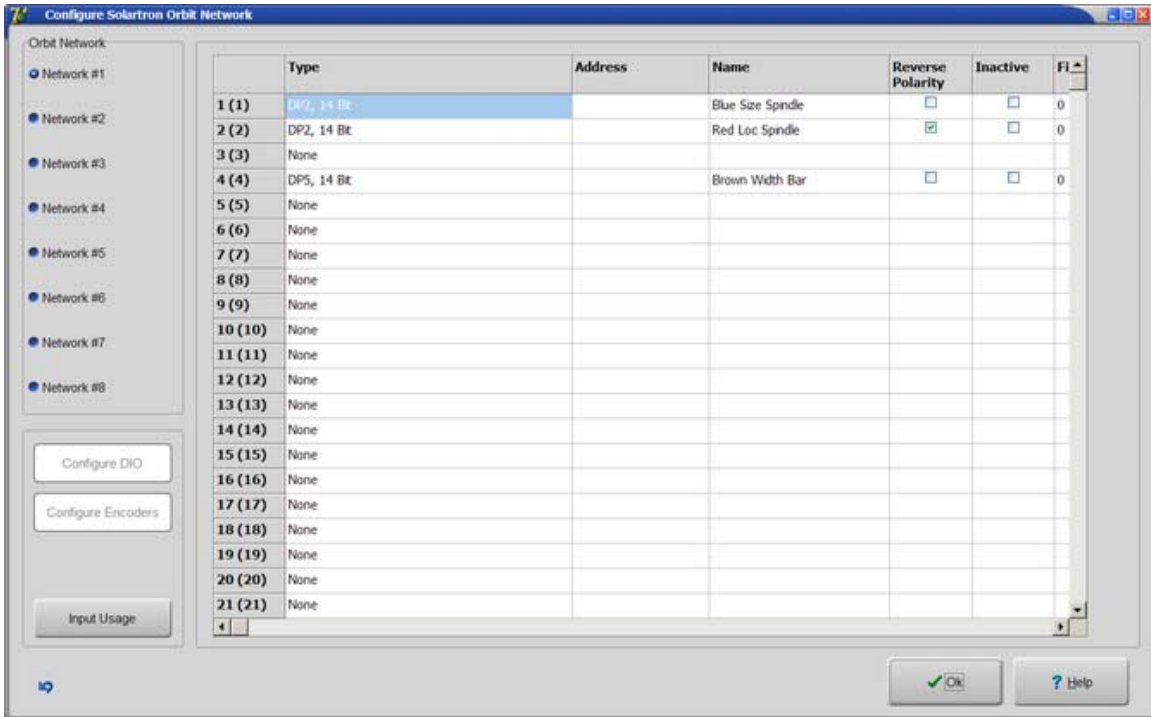 Configure Solartron Orbit Network
Orbit Network
Network #1
Network #2
Network #3
Network #4
Network #5
Network #6
Network #7
Network #8
Configure DIO
Configure Encoders
Input Usage
Type Address Name Reverse Polarity Inactive Fi
1 (1) DP2, 14 Bit Blue Size Spindle 0
2 (2) DP2, 14 Bit Red Loc Spindle 0
3 (3) None
4 (4) DP5, 14 Bit Brown Width Bar 0
5 (5) None
6 (6) None
7 (7) None
8 (8) None
9 (9) None
10 (10) None
11 (11) None
12 (12) None
13 (13) None
14 (14) None
15 (15) None
16 (16) None
17 (17) None
18 (18) None
19 (19) None
20 (20) None
21 (21) None
Ok
? Help